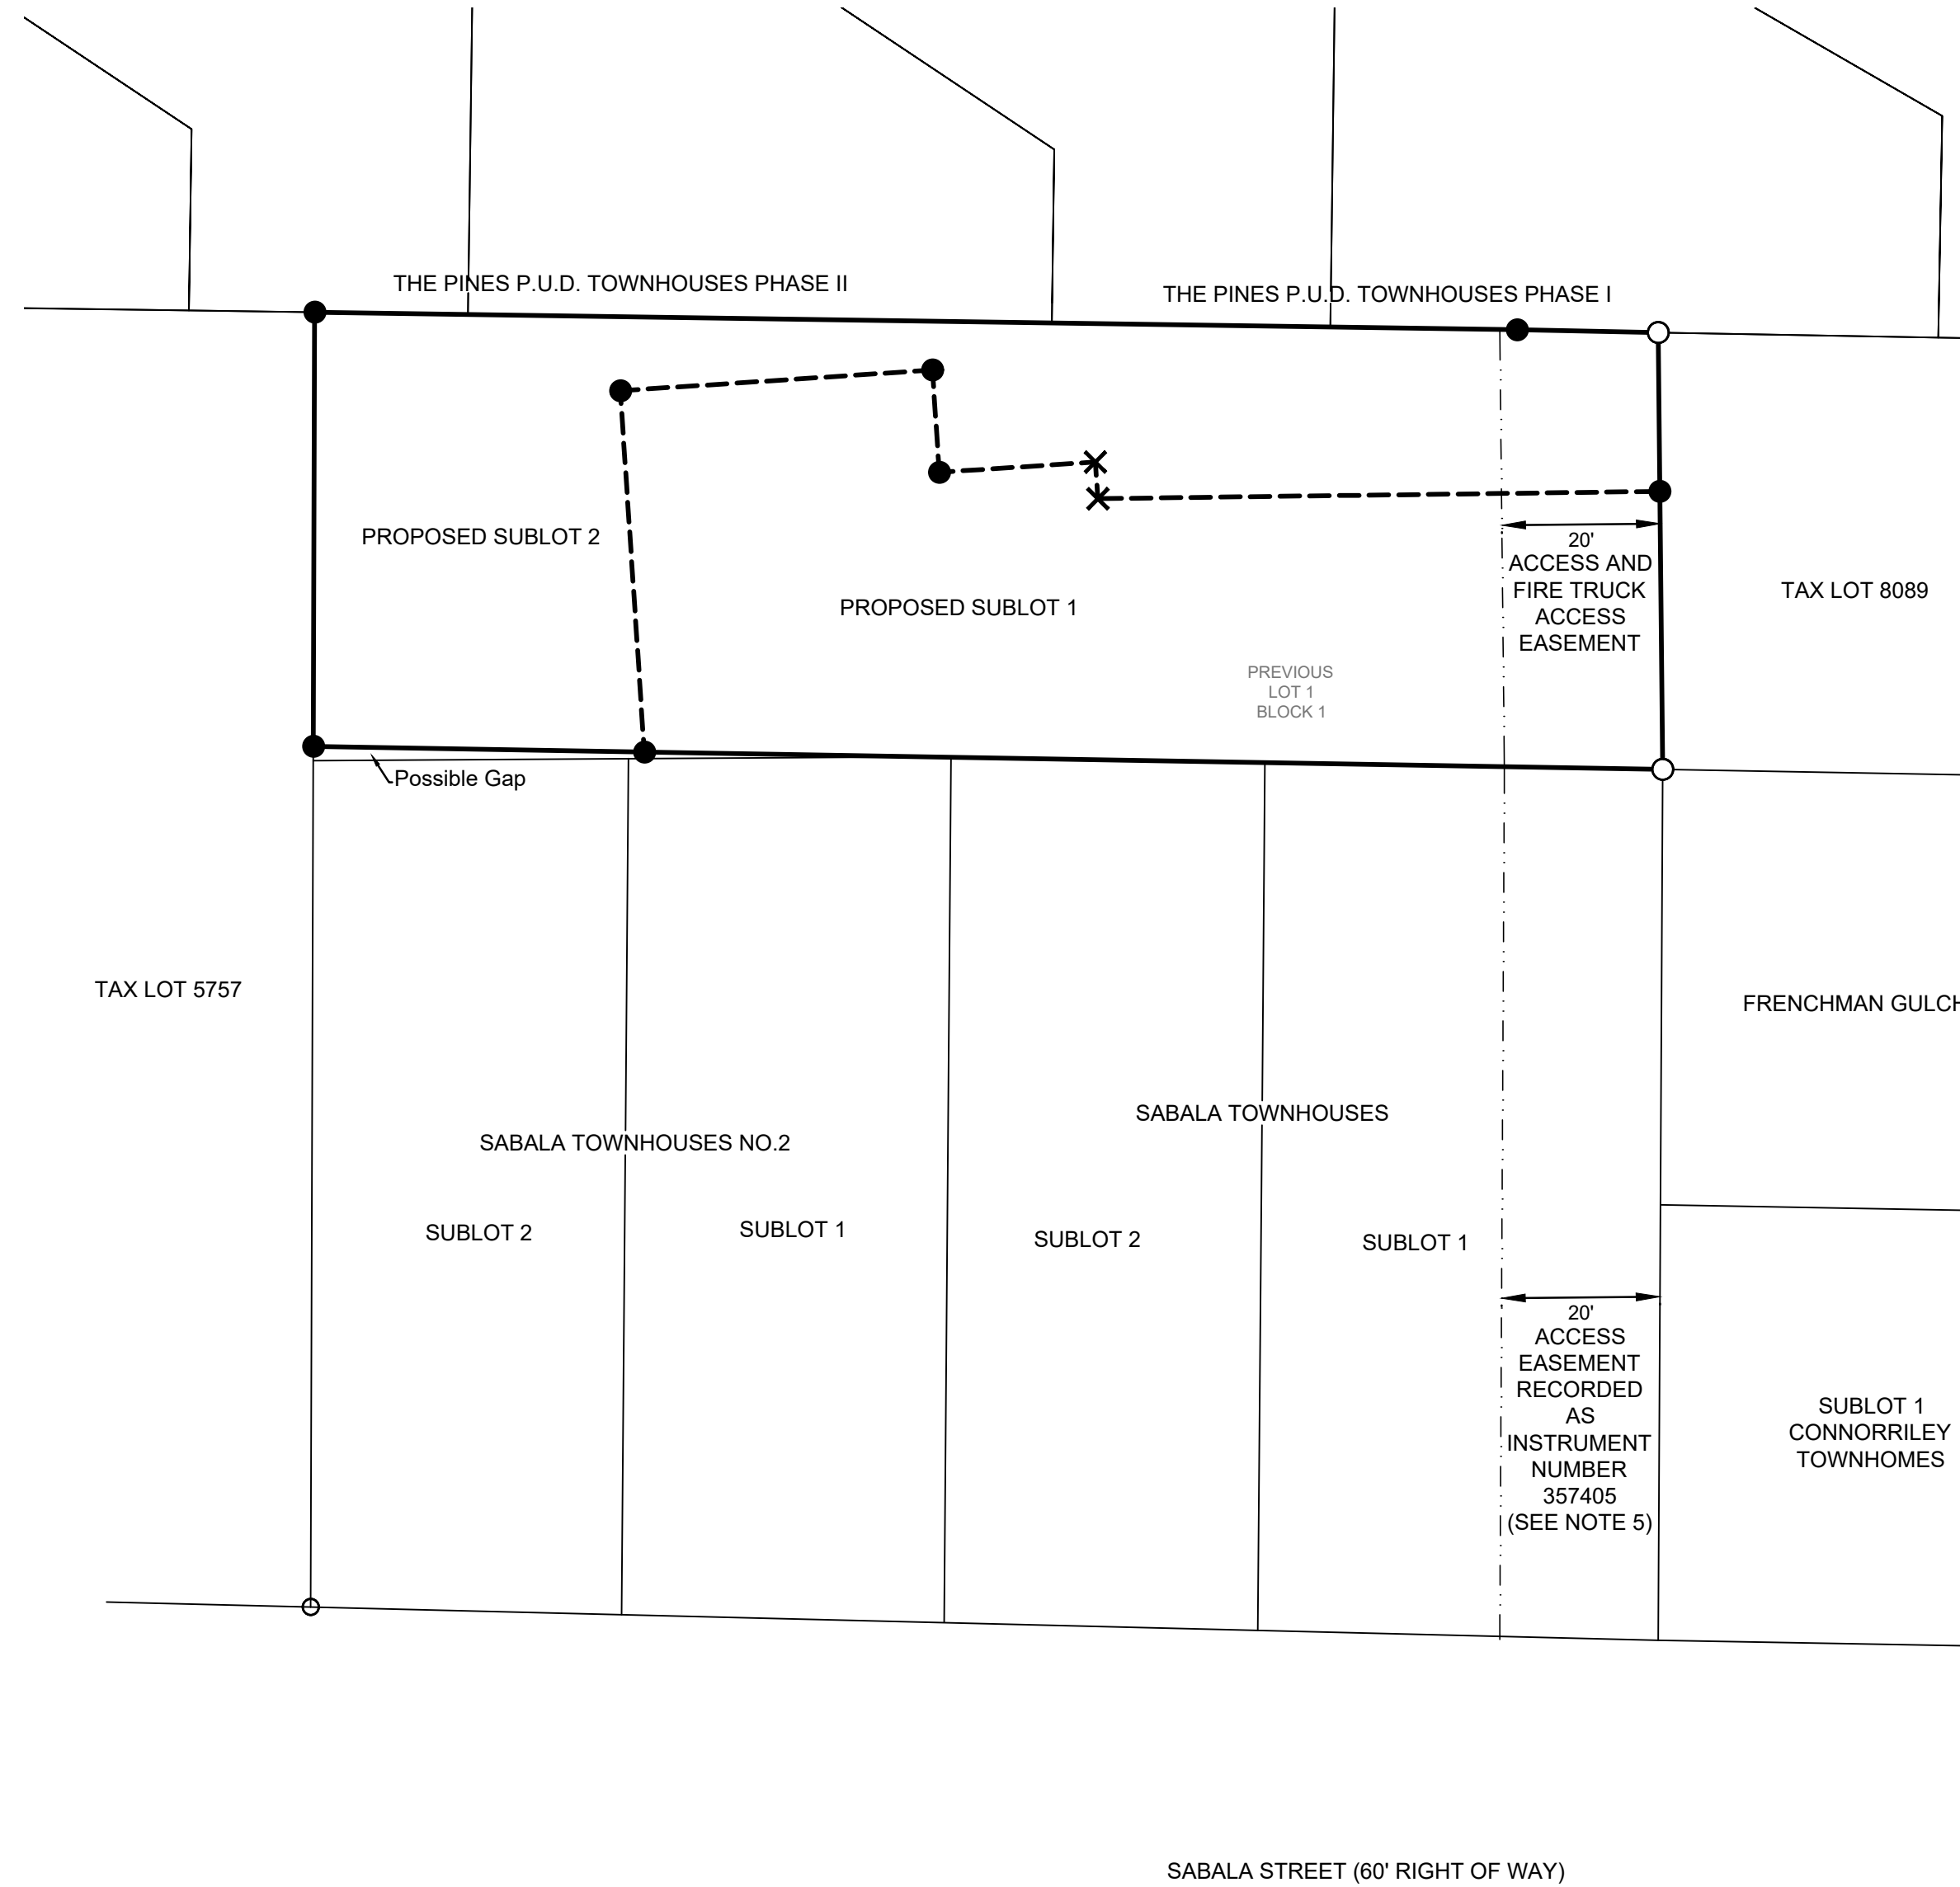 THE PINES P.U.D. TOWNHOUSES PHASE II
THE PINES P.U.D. TOWNHOUSES PHASE I
PROPOSED SUBLOT 2
PROPOSED SUBLOT 1
20'
ACCESS AND
FIRE TRUCK
ACCESS
EASEMENT
TAX LOT 8089
PREVIOUS
LOT 1
BLOCK 1
Possible Gap
TAX LOT 5757
FRENCHMAN GULCH
SABALA TOWNHOUSES
SABALA TOWNHOUSES NO.2
SUBLOT 2
SUBLOT 1
SUBLOT 2
SUBLOT 1
20'
ACCESS
EASEMENT
RECORDED
AS
INSTRUMENT
NUMBER
357405
(SEE NOTE 5)
SUBLOT 1
CONNORRILEY
TOWNHOMES
SABALA STREET (60' RIGHT OF WAY)